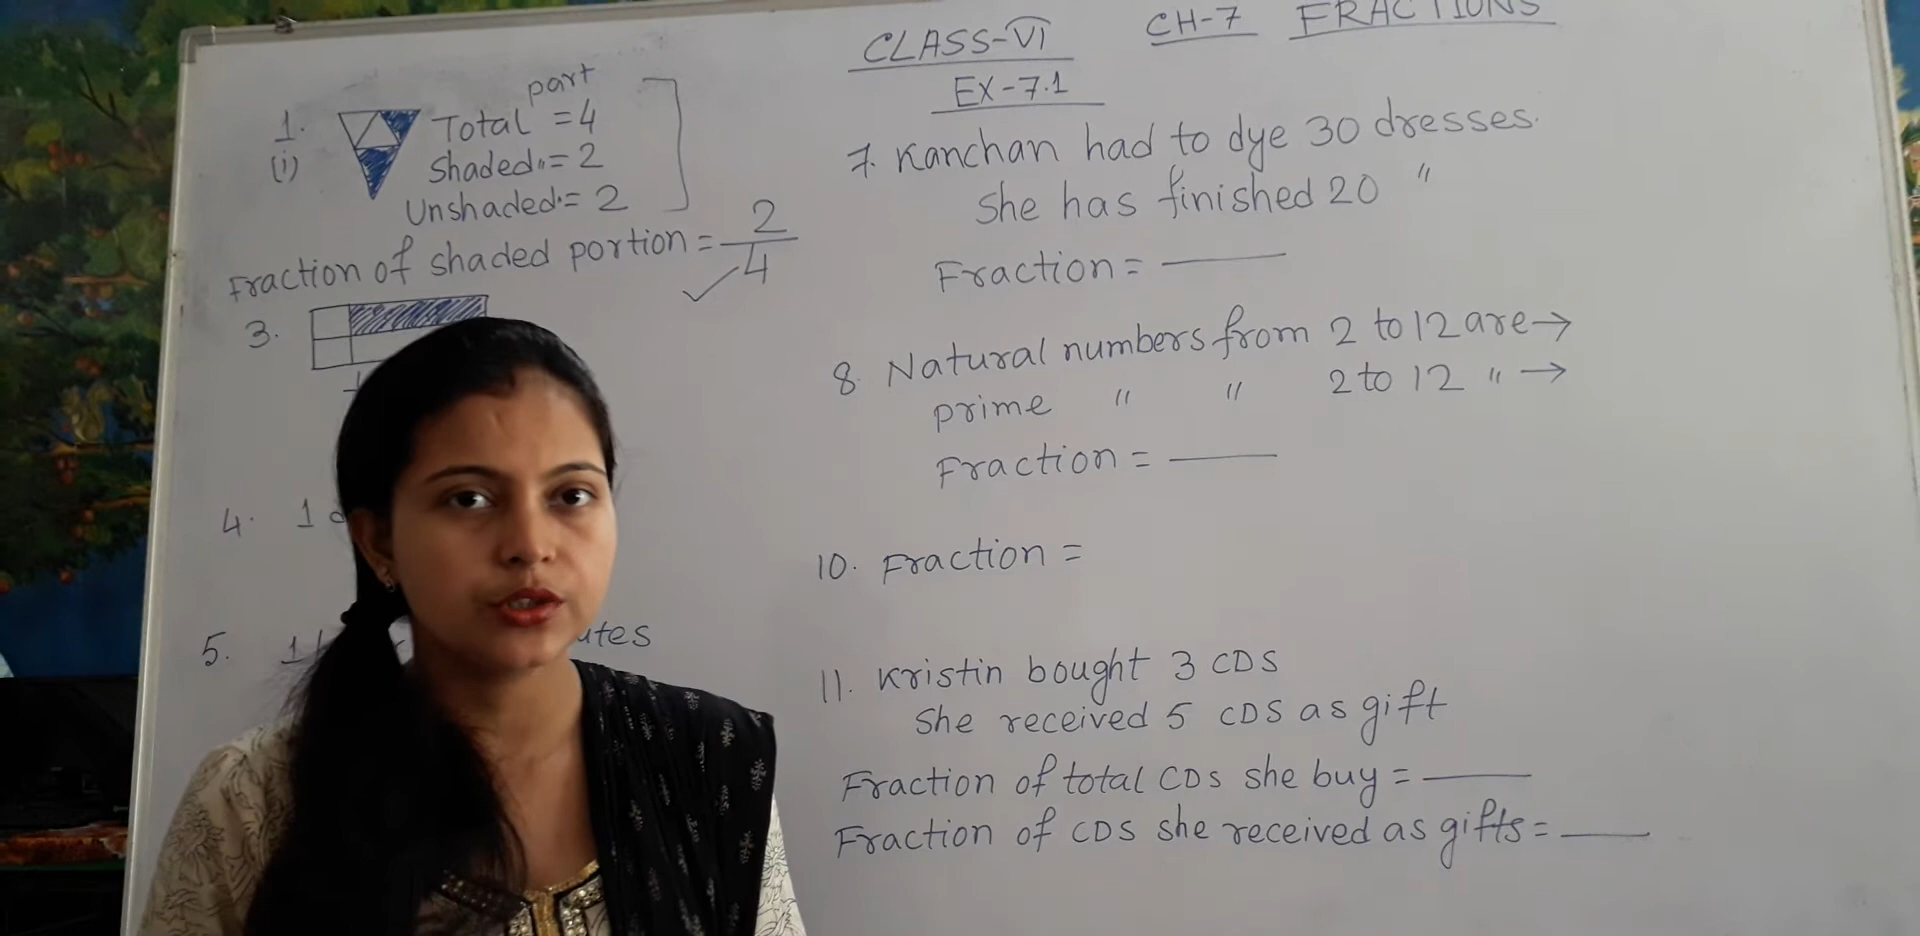 CLASS-VI
CH-7 FRACTIONS
EX-7.1
1.
(i)
part
Total = 4
Shaded " = 2
Unshaded " = 2
Fraction of shaded portion = 2/4
3.
4. 1
5. 1 utes
7. Kanchan had to dye 30 dresses.
She has finished 20 "
Fraction =
8. Natural numbers from 2 to 12 are →
prime " " 2 to 12 " →
Fraction =
10. Fraction =
11. Kristin bought 3 CDS
She received 5 CDS as gift
Fraction of total CDs she buy =
Fraction of CDS she received as gifts =